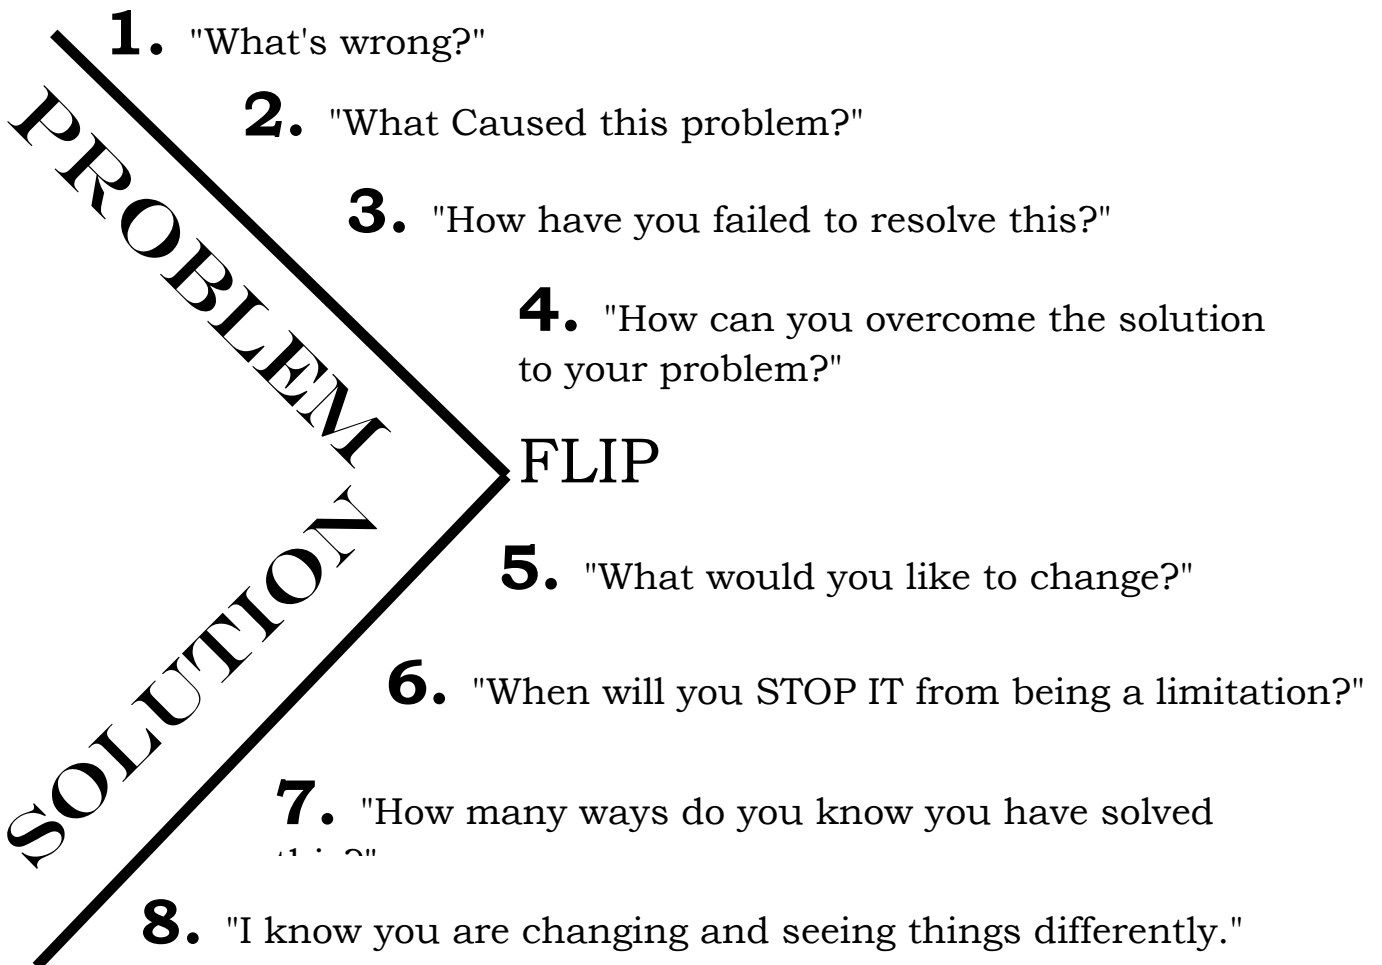 1. "What's wrong?"
2. "What Caused this problem?"
PROBLEM
3. "How have you failed to resolve this?"
4. "How can you overcome the solution
to your problem?"
FLIP
5. "What would you like to change?"
SOLUTION
6. "When will you STOP IT from being a limitation?"
7. "How many ways do you know you have solved
8. "I know you are changing and seeing things differently."